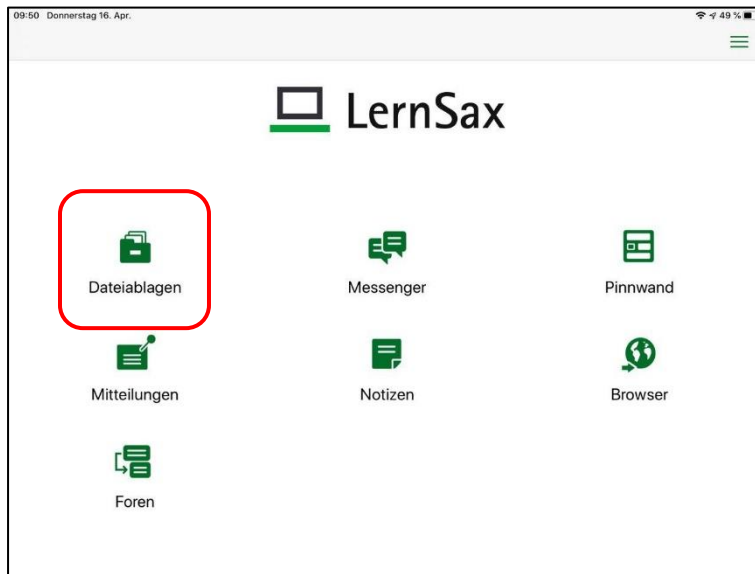 09:50 Donnerstag 16. Apr. 49 %
LernSax
Dateiablagen Messenger Pinnwand
Mitteilungen Notizen Browser
Foren